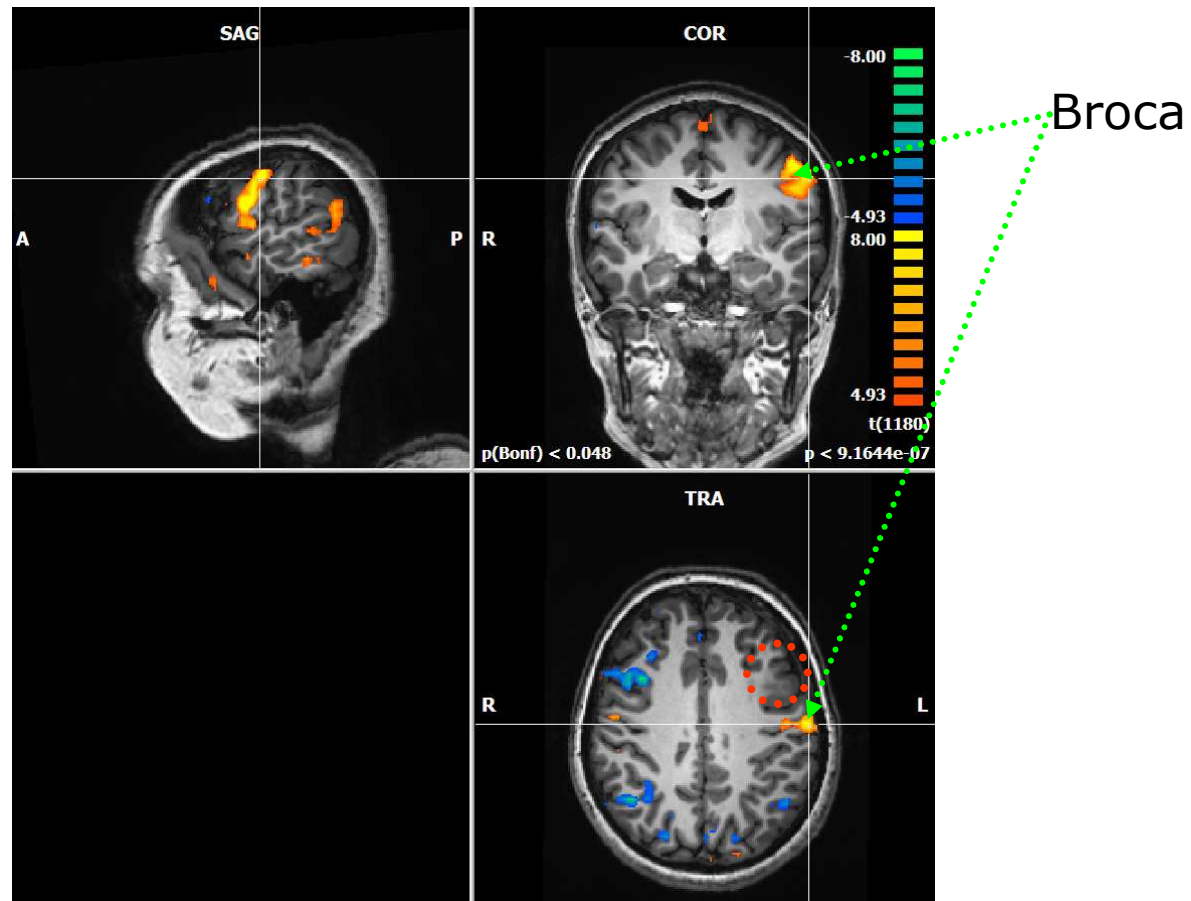 SAG
COR
-8.00
Broca
A
P
R
-4.93
8.00
4.93
t(1180)
p(Bonf) < 0.048
p < 9.1644e-07
TRA
R
L